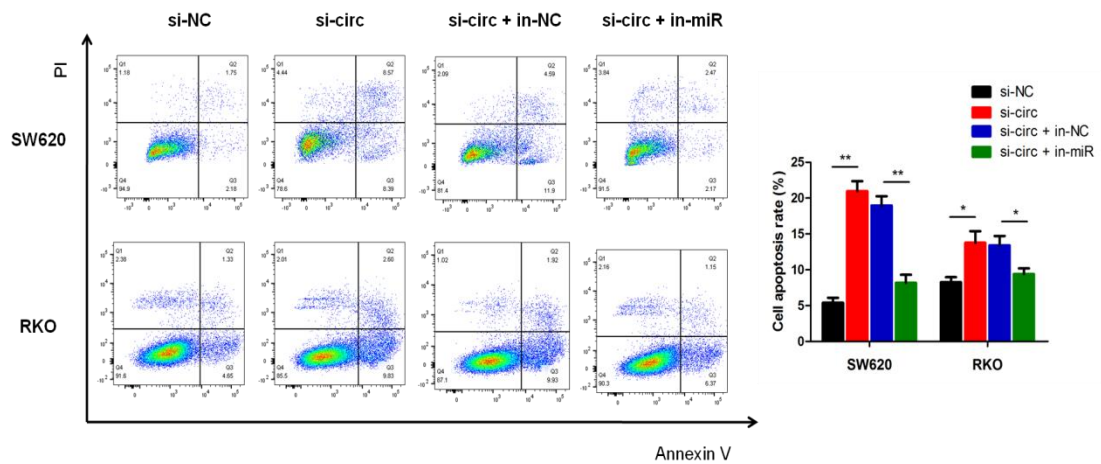 si-NC
si-circ
si-circ + in-NC
si-circ + in-miR
PI
SW620
Q1
1.18
Q2
1.75
Q4
94.9
Q3
2.18
Q1
4.44
Q2
8.57
Q4
78.6
Q3
8.39
Q1
2.09
Q2
4.59
Q4
81.4
Q3
11.9
Q1
3.84
Q2
2.47
Q4
91.5
Q3
2.17
RKO
Q1
2.38
Q2
1.33
Q4
91.6
Q3
4.65
Q1
2.01
Q2
2.60
Q4
85.5
Q3
9.83
Q1
1.02
Q2
1.92
Q4
87.1
Q3
9.93
Q1
2.16
Q2
1.15
Q4
90.3
Q3
6.37
Annexin V
si-NC
si-circ
si-circ + in-NC
si-circ + in-miR
Cell apoptosis rate (%)
25
20
15
10
5
0
**
**
*
*
SW620
RKO